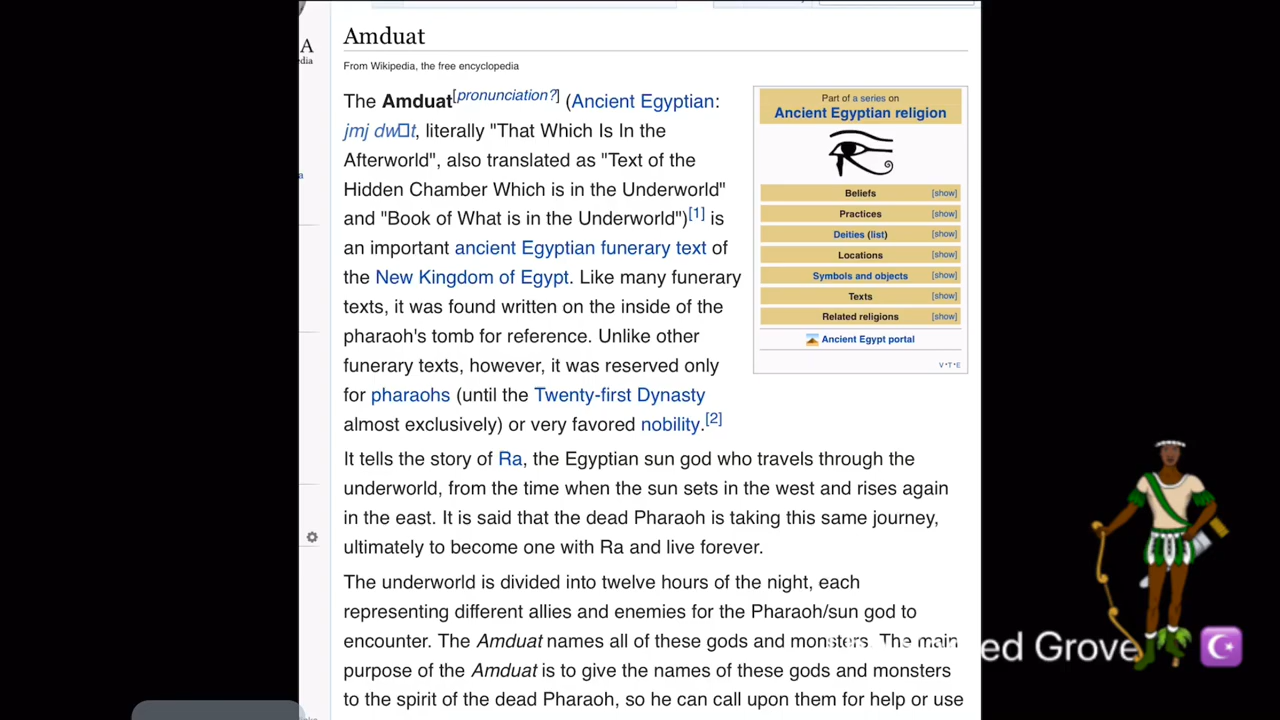 Amduat
From Wikipedia, the free encyclopedia
The Amduat[pronunciation?] (Ancient Egyptian:
jmj dw□t, literally "That Which Is In the
Afterworld", also translated as "Text of the
Hidden Chamber Which is in the Underworld"
and "Book of What is in the Underworld")[1] is
an important ancient Egyptian funerary text of
the New Kingdom of Egypt. Like many funerary
texts, it was found written on the inside of the
pharaoh's tomb for reference. Unlike other
funerary texts, however, it was reserved only
for pharaohs (until the Twenty-first Dynasty
almost exclusively) or very favored nobility.[2]
It tells the story of Ra, the Egyptian sun god who travels through the
underworld, from the time when the sun sets in the west and rises again
in the east. It is said that the dead Pharaoh is taking this same journey,
ultimately to become one with Ra and live forever.
The underworld is divided into twelve hours of the night, each
representing different allies and enemies for the Pharaoh/sun god to
encounter. The Amduat names all of these gods and monsters. The main
purpose of the Amduat is to give the names of these gods and monsters
to the spirit of the dead Pharaoh, so he can call upon them for help or use
Part of a series on
Ancient Egyptian religion
Beliefs [show]
Practices [show]
Deities (list) [show]
Locations [show]
Symbols and objects [show]
Texts [show]
Related religions [show]
Ancient Egypt portal
V·T·E
A
dia
a
ed Grove